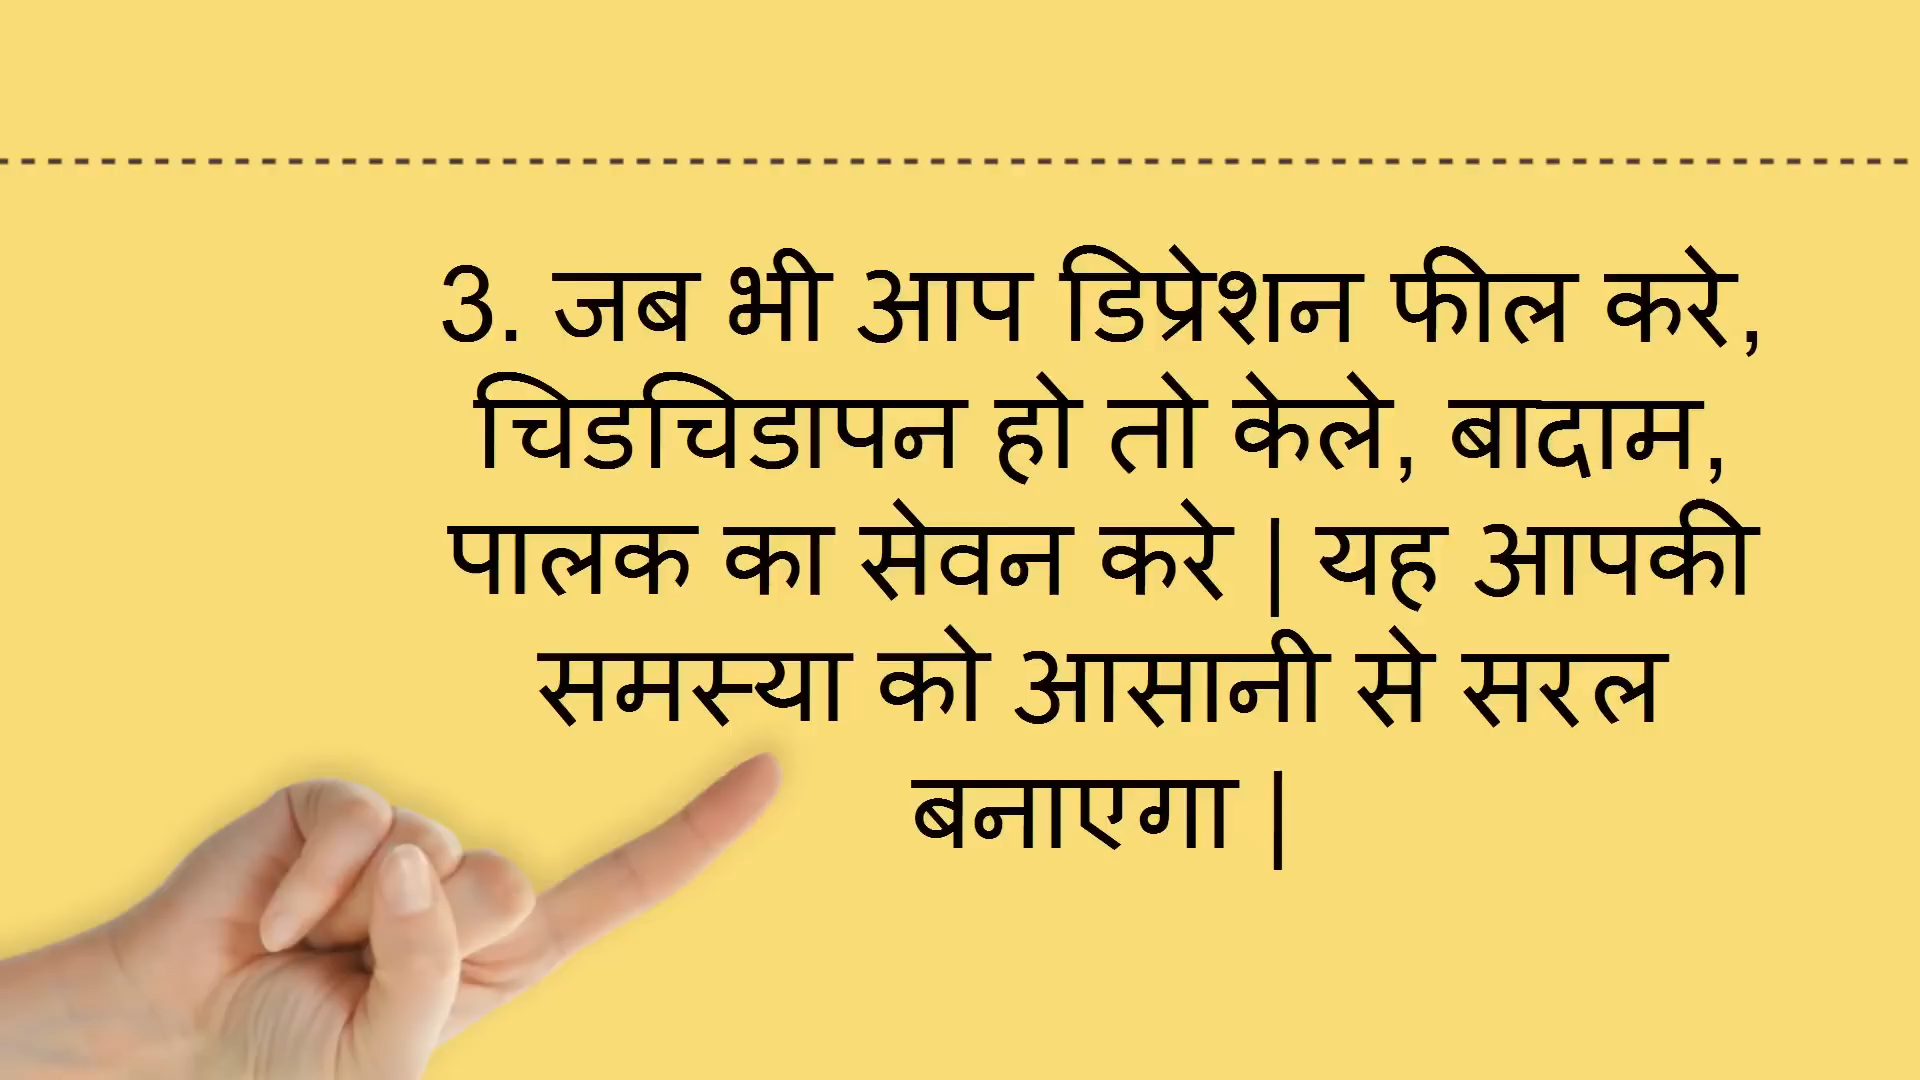 3. जब भी आप डिप्रेशन फील करे,
चिडचिडापन हो तो केले, बादाम,
पालक का सेवन करे | यह आपकी
समस्या को आसानी से सरल
बनाएगा |